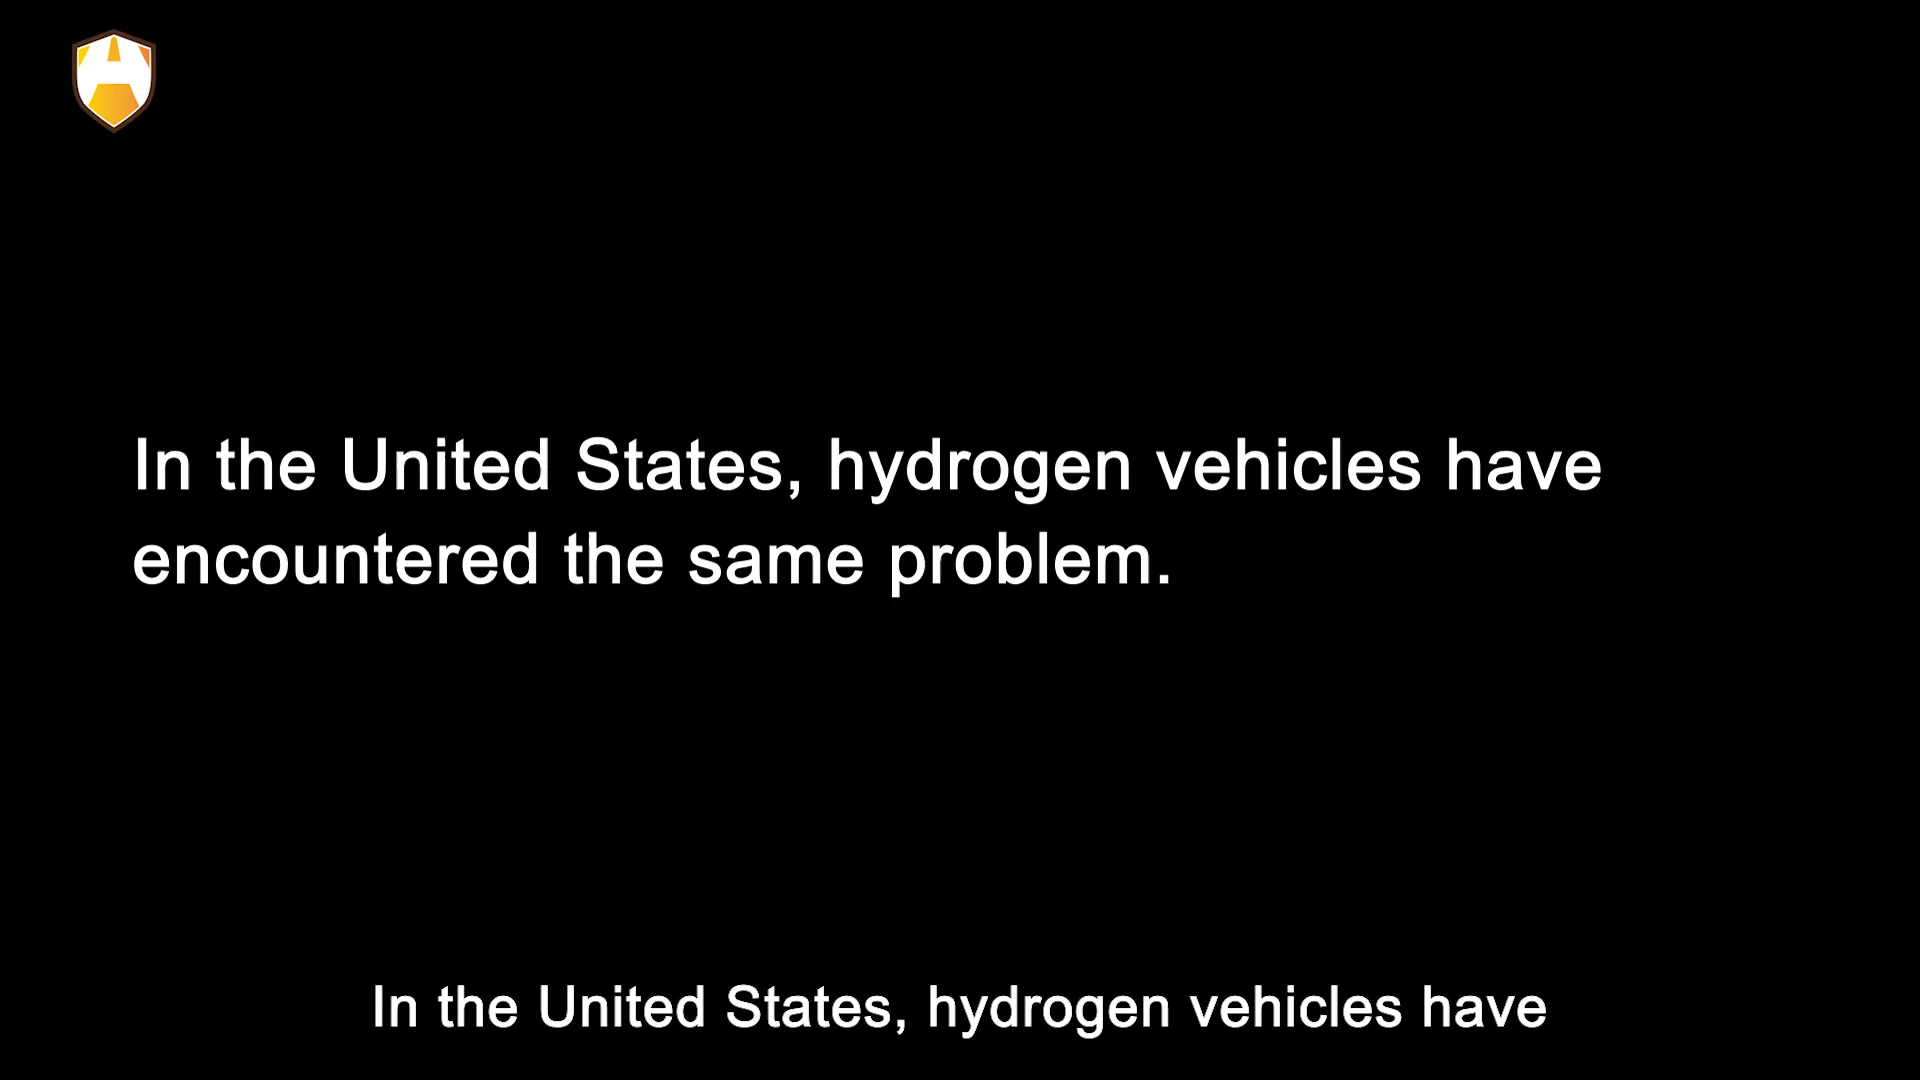 In the United States, hydrogen vehicles have
encountered the same problem.
In the United States, hydrogen vehicles have